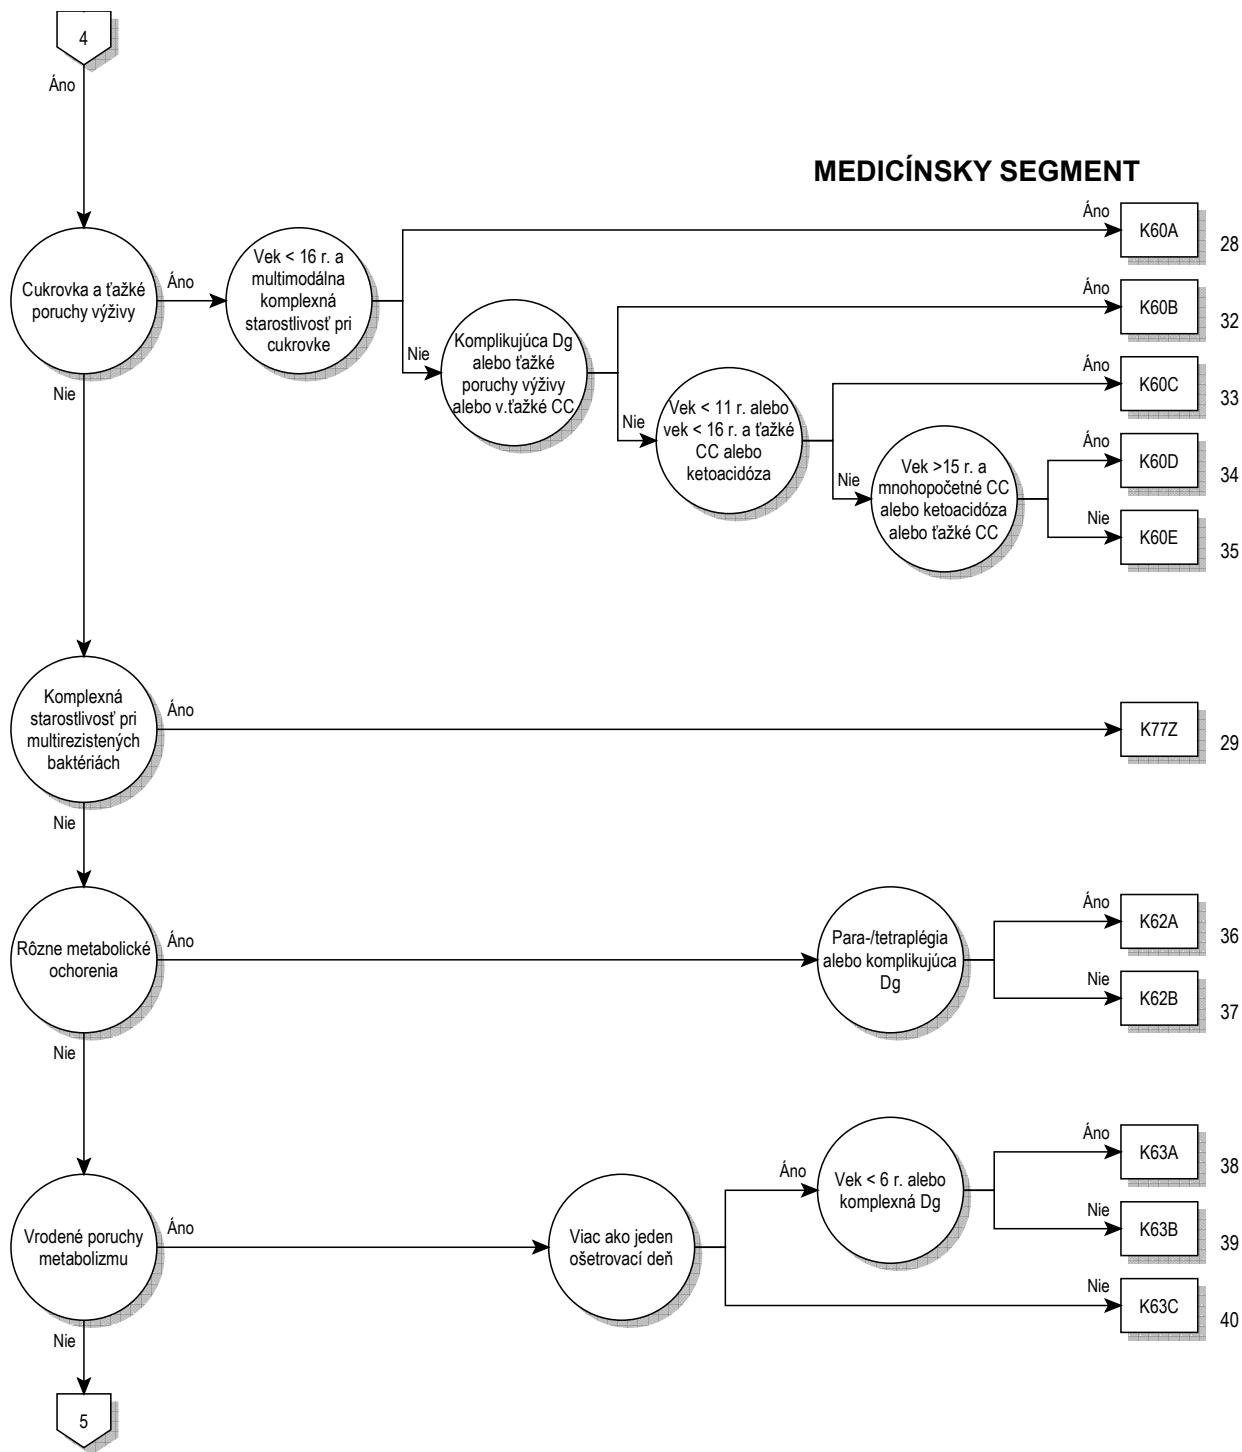 4
Áno
MEDICÍNSKY SEGMENT
Cukrovka a ťažké
poruchy výživy
Áno
Nie
Vek < 16 r. a
multimodálna
komplexná
starostlivosť pri
cukrovke
Áno
K60A
28
Nie
Komplikujúca Dg
alebo ťažké
poruchy výživy
alebo v.ťažké CC
Áno
K60B
32
Nie
Vek < 11 r. alebo
vek < 16 r. a ťažké
CC alebo
ketoacidóza
Áno
K60C
33
Nie
Vek >15 r. a
mnohopočetné CC
alebo ketoacidóza
alebo ťažké CC
Áno
K60D
34
Nie
K60E
35
Komplexná
starostlivosť pri
multirezistených
baktériách
Áno
K77Z
29
Nie
Rôzne metabolické
ochorenia
Áno
Para-/tetraplégia
alebo komplikujúca
Dg
Áno
K62A
36
Nie
K62B
37
Nie
Vrodené poruchy
metabolizmu
Áno
Viac ako jeden
ošetrovací deň
Áno
Vek < 6 r. alebo
komplexná Dg
Áno
K63A
38
Nie
K63B
39
Nie
K63C
40
Nie
5